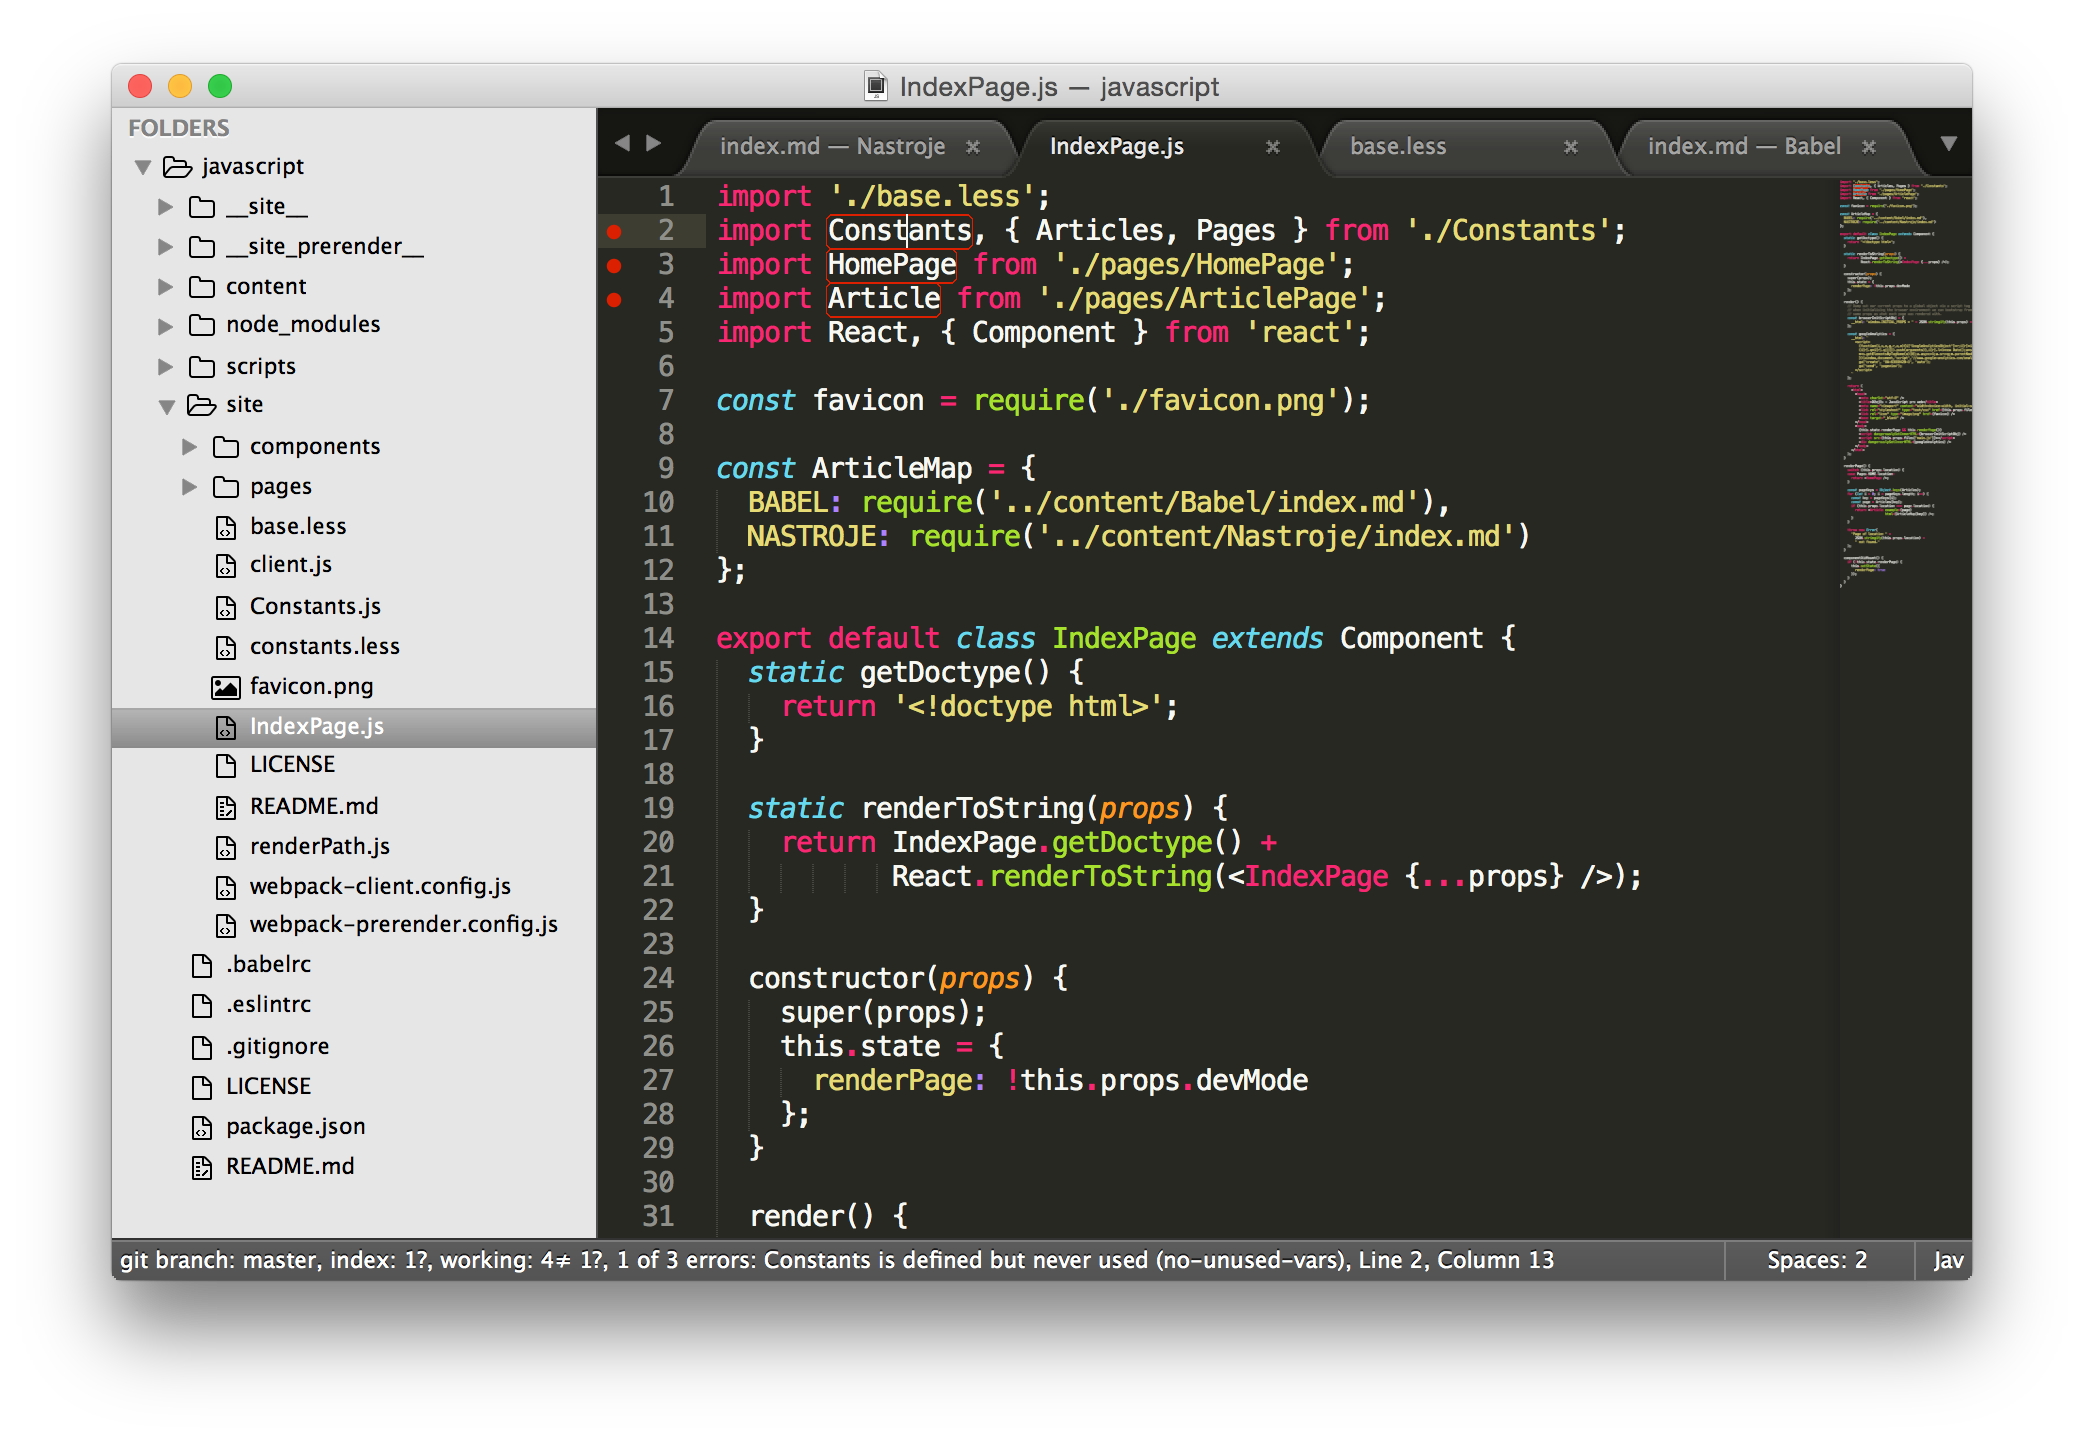 IndexPage.js — javascript
FOLDERS
javascript
__site__
__site_prerender__
content
node_modules
scripts
site
components
pages
base.less
client.js
Constants.js
constants.less
favicon.png
IndexPage.js
LICENSE
README.md
renderPath.js
webpack-client.config.js
webpack-prerender.config.js
.babelrc
.eslintrc
.gitignore
LICENSE
package.json
README.md
index.md — Nastroje
IndexPage.js
base.less
index.md — Babel
1 import './base.less';
2 import Constants, { Articles, Pages } from './Constants';
3 import HomePage from './pages/HomePage';
4 import Article from './pages/ArticlePage';
5 import React, { Component } from 'react';
6
7 const favicon = require('./favicon.png');
8
9 const ArticleMap = {
10   BABEL: require('../content/Babel/index.md'),
11   NASTROJE: require('../content/Nastroje/index.md')
12 };
13
14 export default class IndexPage extends Component {
15   static getDoctype() {
16     return '<!doctype html>';
17   }
18
19   static renderToString(props) {
20     return IndexPage.getDoctype() +
21            React.renderToString(<IndexPage {...props} />);
22   }
23
24   constructor(props) {
25     super(props);
26     this.state = {
27       renderPage: !this.props.devMode
28     };
29   }
30
31   render() {
git branch: master, index: 1?, working: 4≠ 1?, 1 of 3 errors: Constants is defined but never used (no-unused-vars), Line 2, Column 13
Spaces: 2
Jav